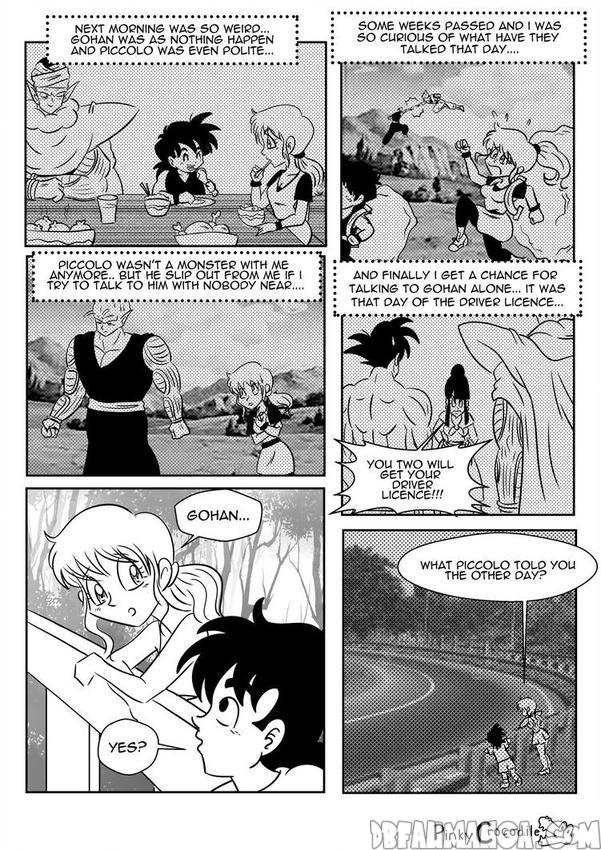 NEXT MORNING WAS SO WEIRD...
GOHAN WAS AS NOTHING HAPPEN
AND PICCOLO WAS EVEN POLITE...
SOME WEEKS PASSED AND I WAS
SO CURIOUS OF WHAT HAVE THEY
TALKED THAT DAY....
PICCOLO WASN'T A MONSTER WITH ME
ANYMORE... BUT HE SLIP OUT FROM ME IF I
TRY TO TALK TO HIM WITH NOBODY NEAR....
AND FINALLY I GET A CHANCE FOR
TALKING TO GOHAN ALONE... IT WAS
THAT DAY OF THE DRIVER LICENCE...
YOU TWO WILL
GET YOUR
DRIVER
LICENCE!!!
GOHAN...
YES?
WHAT PICCOLO TOLD YOU
THE OTHER DAY?
Pinky Crocodile
DBFANMANGA.COM